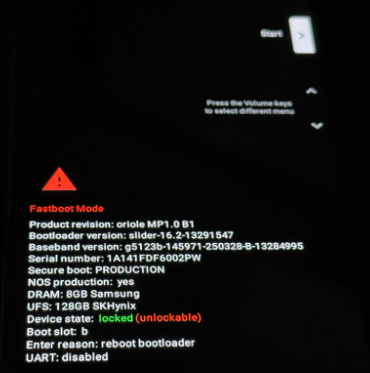 Start
Press the Volume keys
to select different menu
Fastboot Mode
Product revision: oriole MP1.0 B1
Bootloader version: slider-16.2-13291547
Baseband version: g5123b-145971-250328-B-13284995
Serial number: 1A141FDF6002PW
Secure boot: PRODUCTION
NOS production: yes
DRAM: 8GB Samsung
UFS: 128GB SKHynix
Device state: locked (unlockable)
Boot slot: b
Enter reason: reboot bootloader
UART: disabled